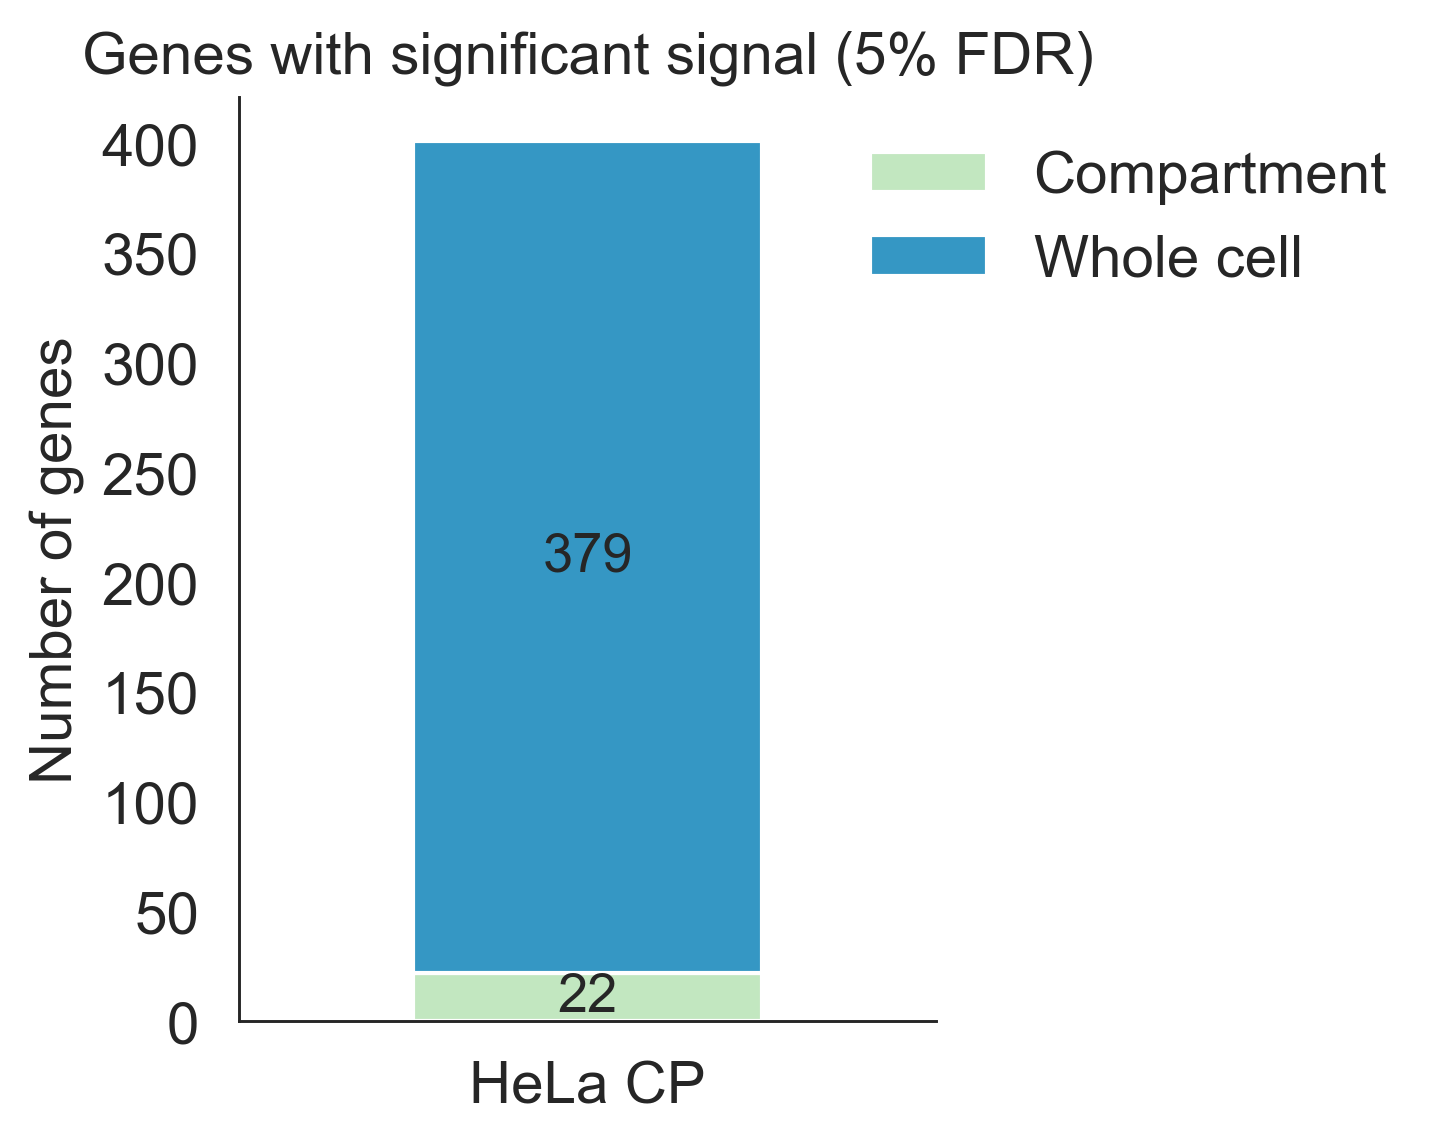 Genes with significant signal (5% FDR)
400
350
300
250
200
150
100
50
0
Number of genes
379
22
HeLa CP
Compartment
Whole cell